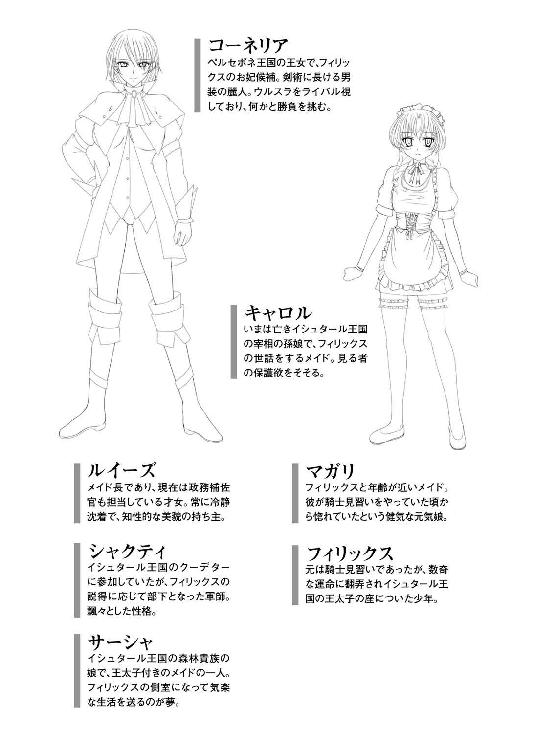 コーネリア
ペルセポネ王国の王女で、フィリッ
クスのお妃候補。剣術に長ける男
装の麗人。ウルスラをライバル視
しており、何かと勝負を挑む。
キャロル
いまは亡きイシュタール王国
の宰相の孫娘で、フィリックス
の世話をするメイド。見る者
の保護欲をそそる。
ルイーズ
メイド長であり、現在は政務補佐
官も担当している才女。常に冷静
沈着で、知性的な美貌の持ち主。
マガリ
フィリックスと年齢が近いメイド。
彼が騎士見習いをやっていた頃か
ら惚れていたという健気な元気娘。
シャクティ
イシュタール王国のクーデター
に参加していたが、フィリックスの
説得に応じて部下となった軍師。
飄々とした性格。
フィリックス
元は騎士見習いであったが、数奇
な運命に翻弄されイシュタール王
国の王太子の座についた少年。
サーシャ
イシュタール王国の森林貴族の
娘で、王太子付きのメイドの一人。
フィリックスの側室になって気楽
な生活を送るのが夢。